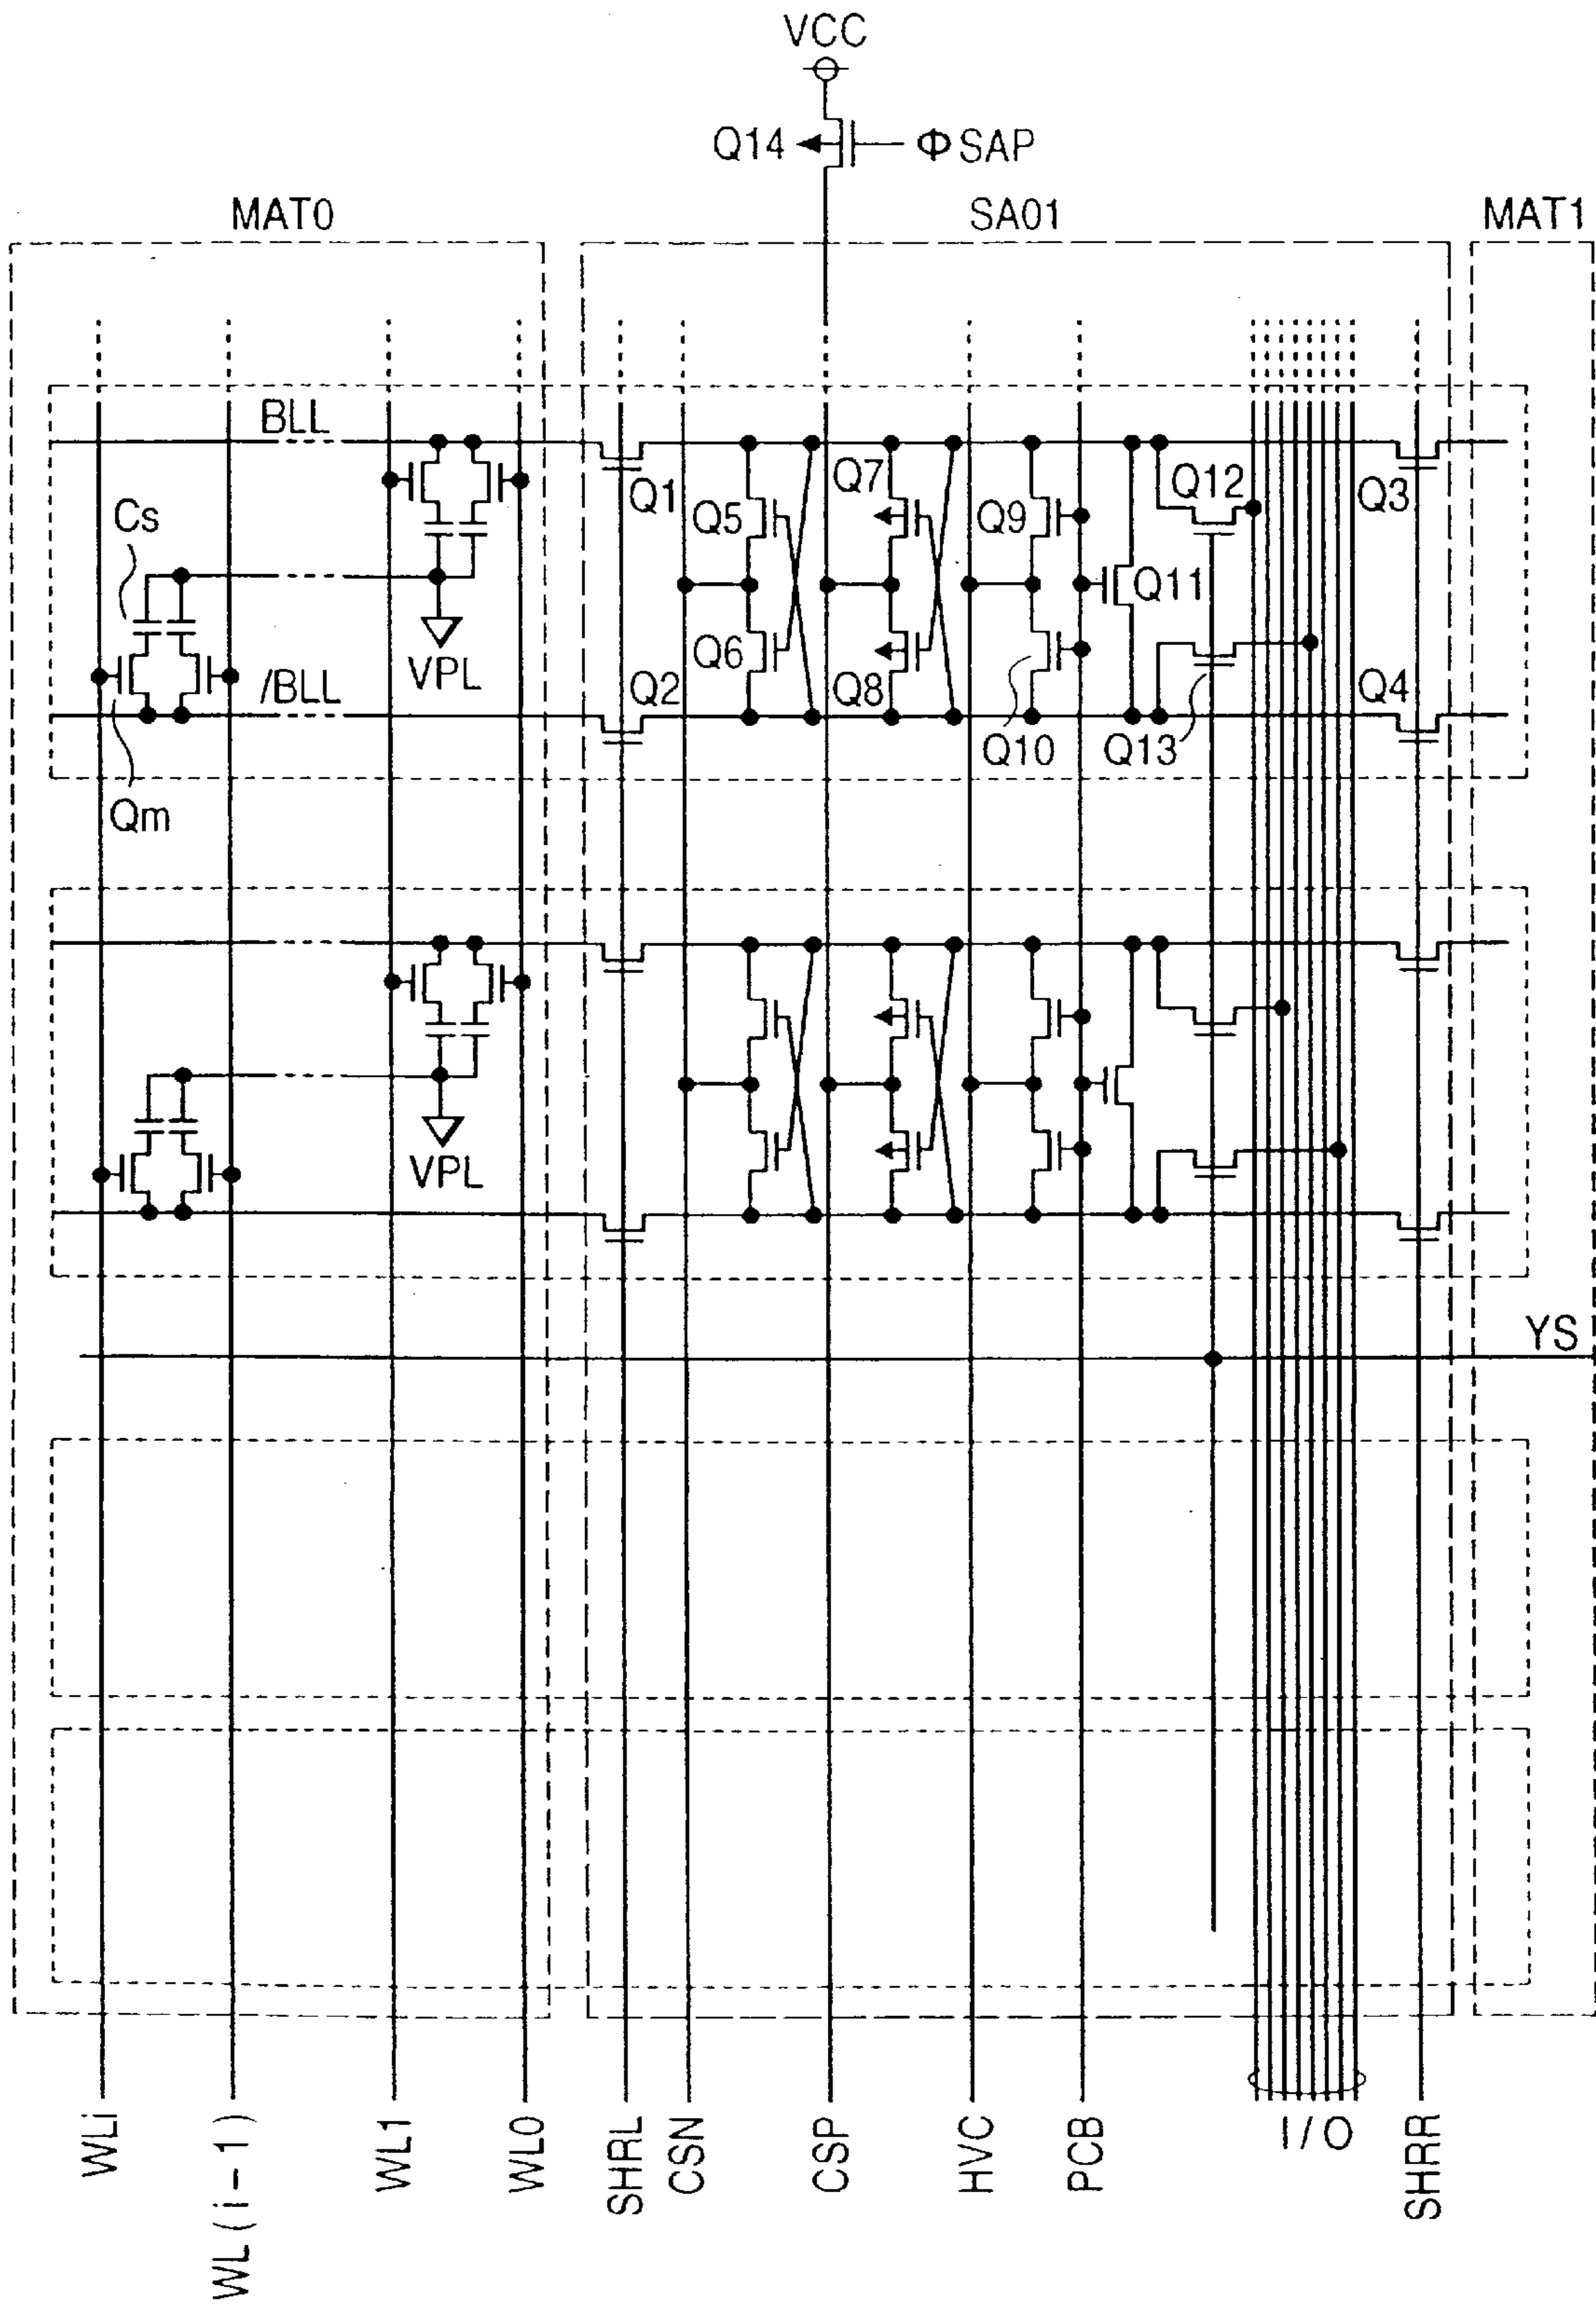 VCC
Q14
ΦSAP
MAT0
SA01
MAT1
BLL
Cs
Q1
Q5
Q7
Q9
Q12
Q3
Q11
Q6
VPL
/BLL
Q2
Q8
Q4
Q10
Q13
Qm
VPL
YS
WLi
WL(i-1)
WL1
WL0
SHRL
CSN
CSP
HVC
PCB
I/O
SHRR